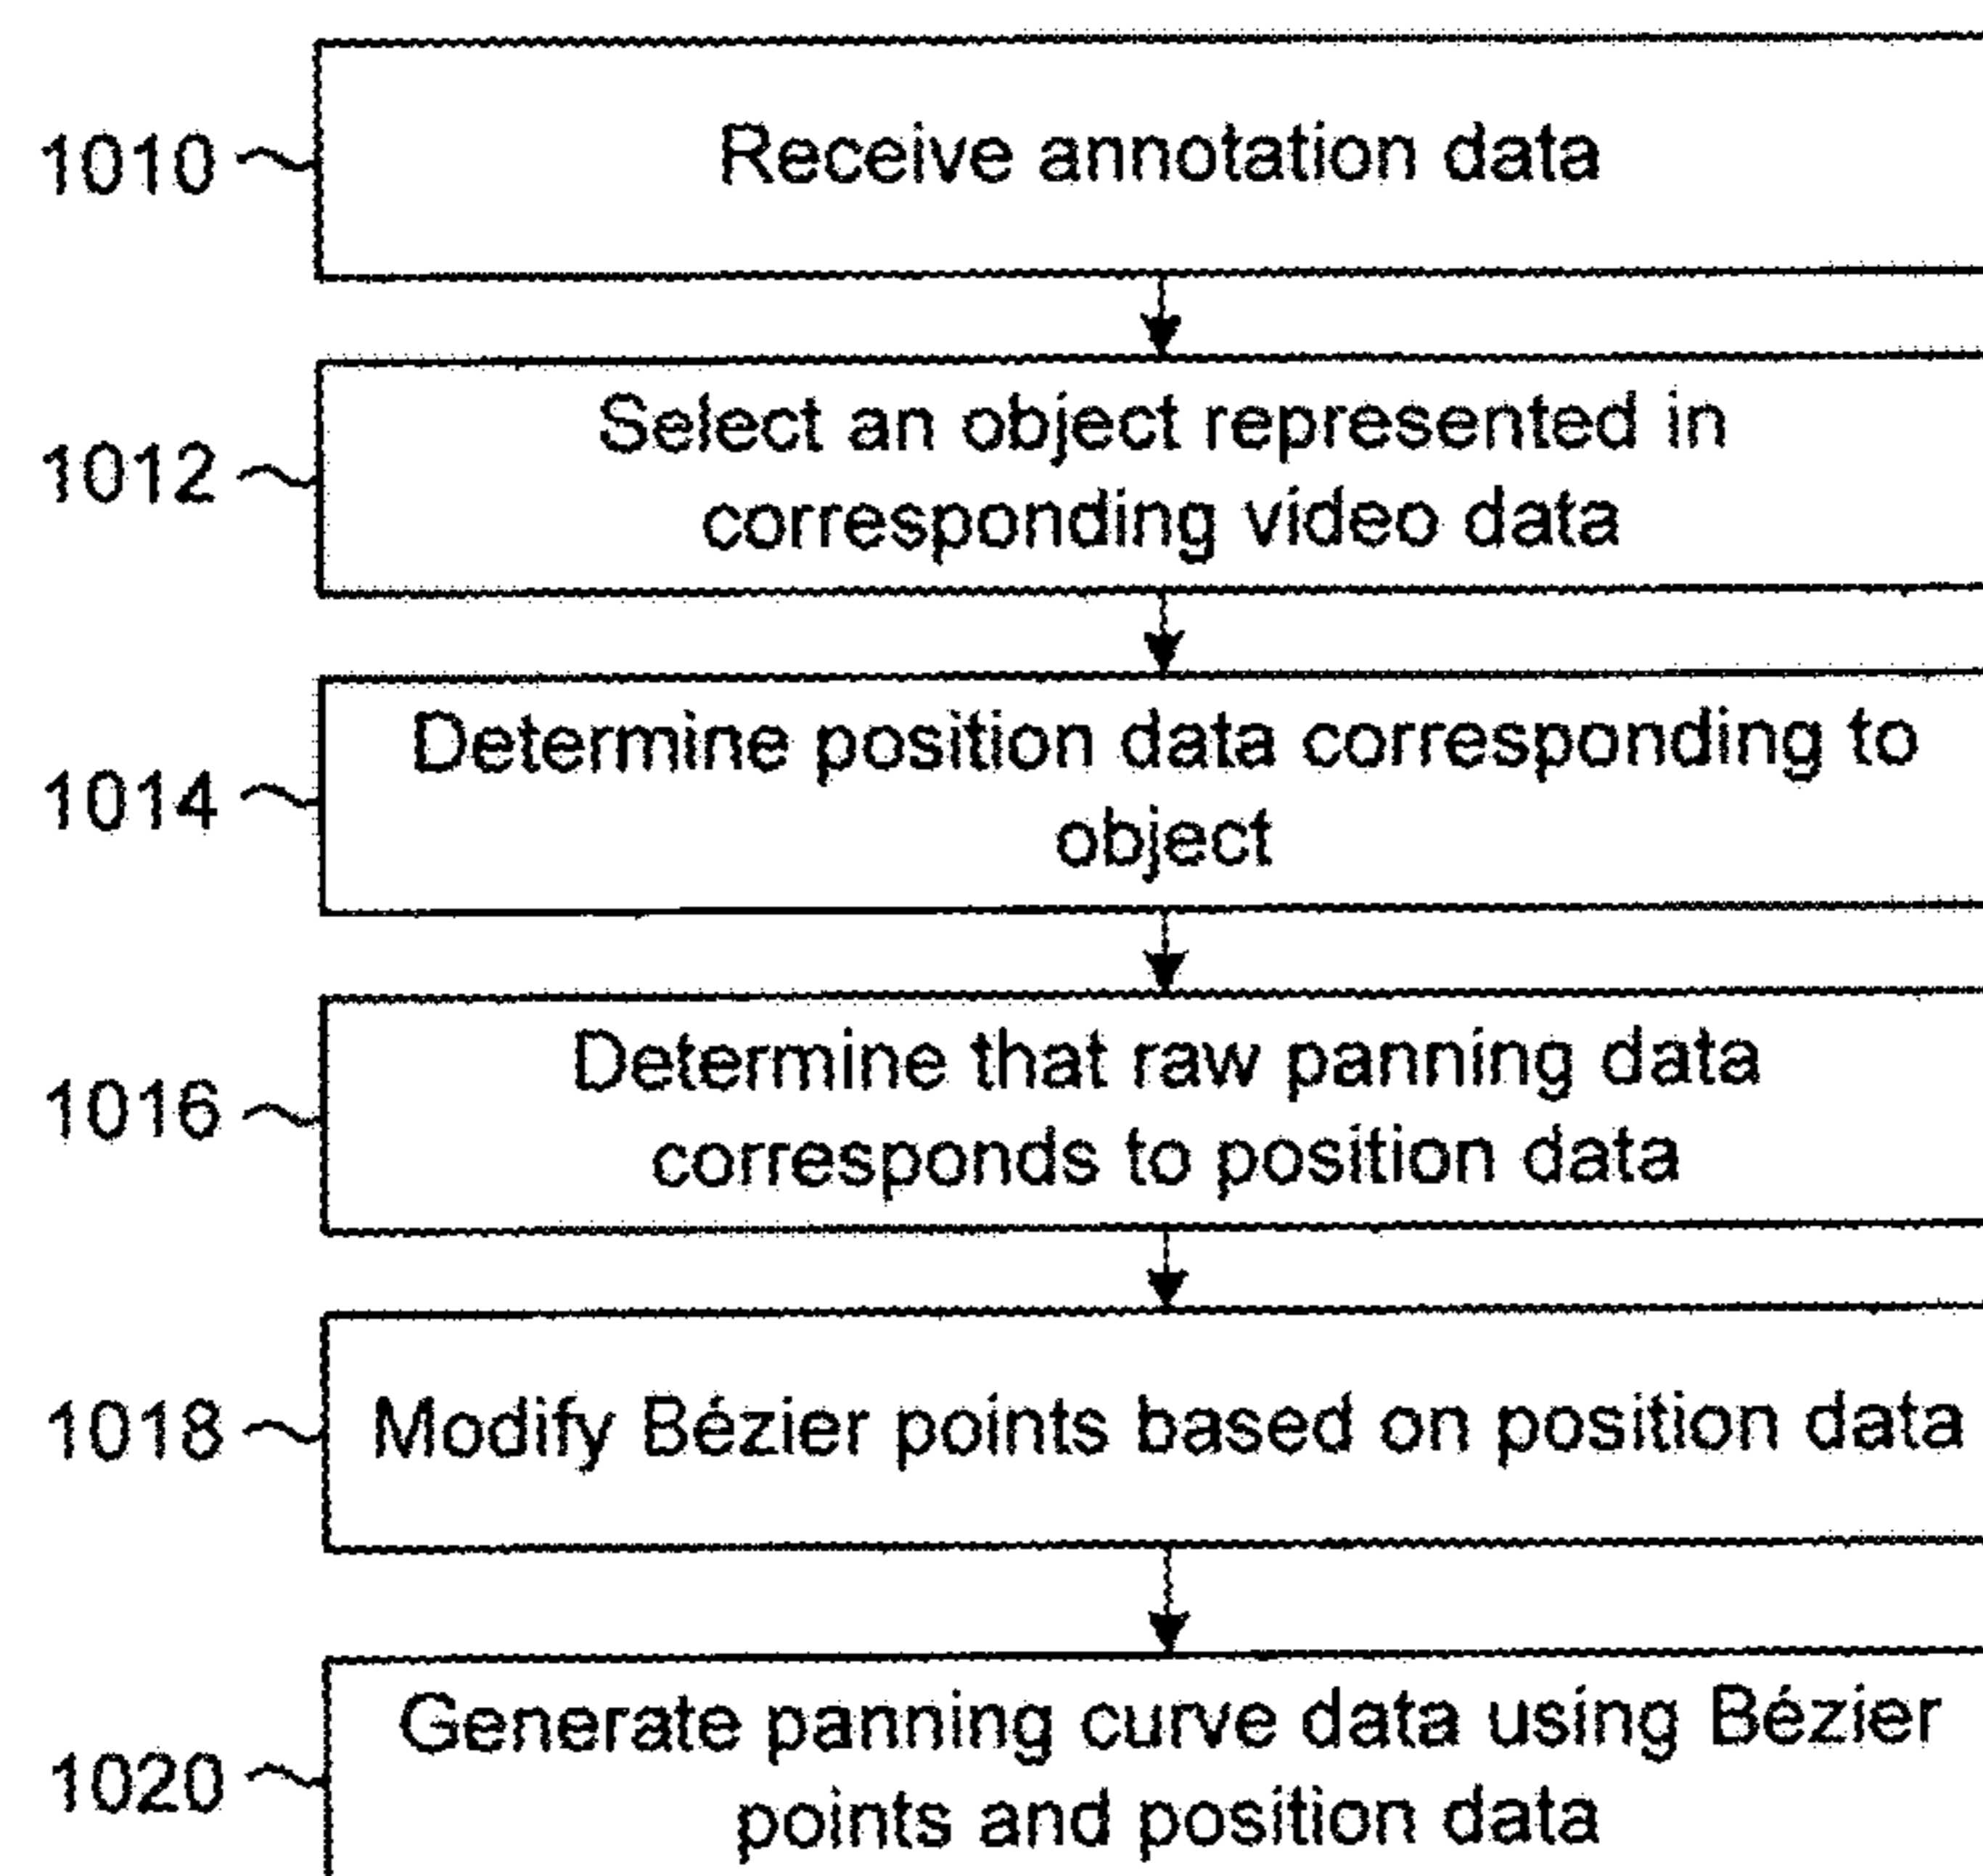 1010
Receive annotation data
1012
Select an object represented in
corresponding video data
1014
Determine position data corresponding to
object
1016
Determine that raw panning data
corresponds to position data
1018
Modify Bézier points based on position data
1020
Generate panning curve data using Bézier
points and position data